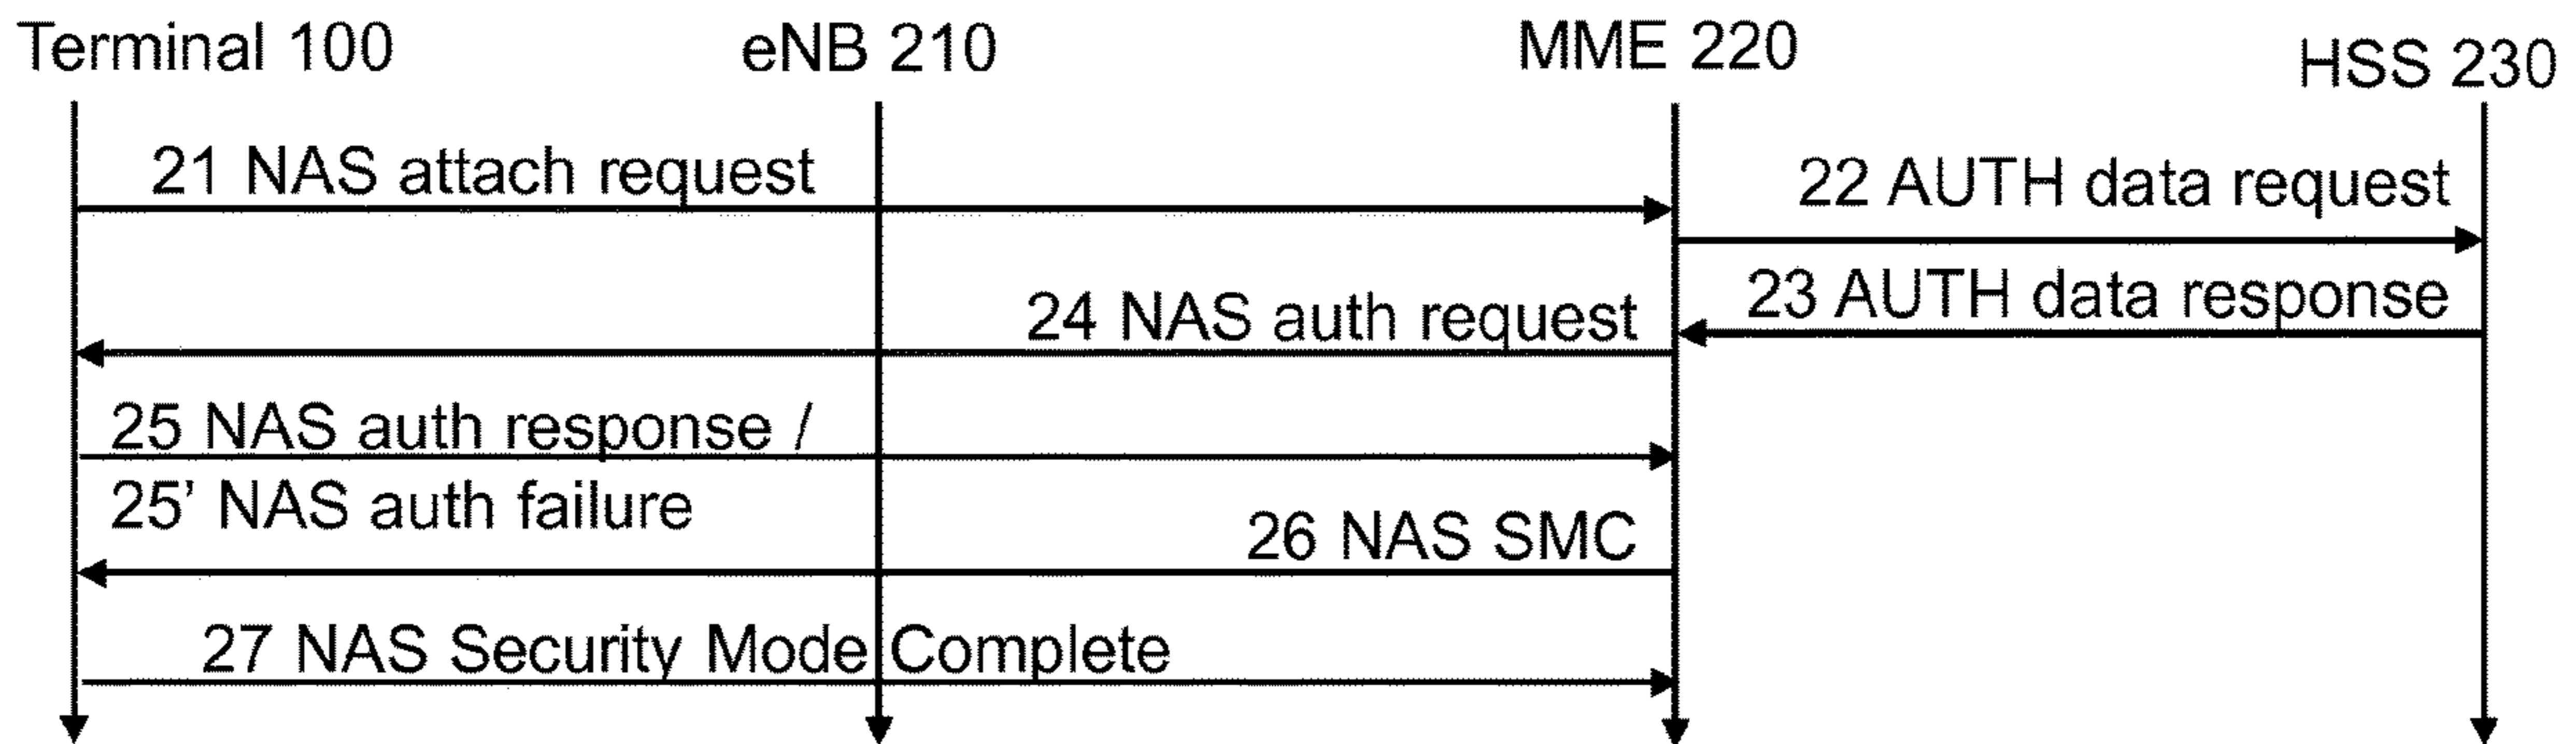 Terminal 100
eNB 210
MME 220
HSS 230
21 NAS attach request
22 AUTH data request
23 AUTH data response
24 NAS auth request
25 NAS auth response /
25’ NAS auth failure
26 NAS SMC
27 NAS Security Mode Complete